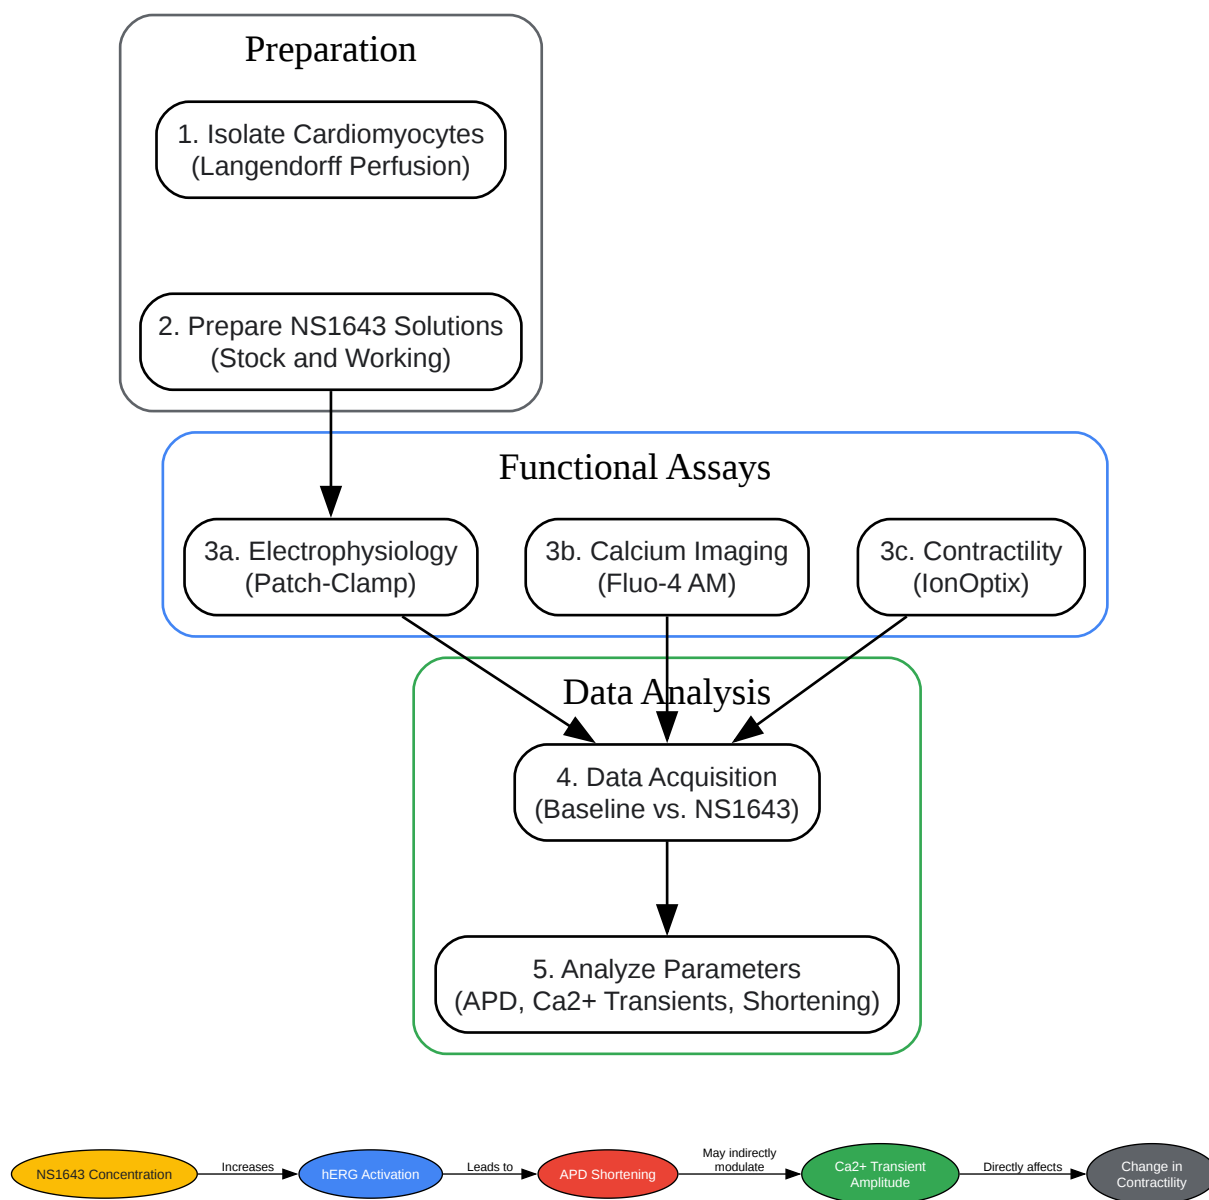 Preparation
1. Isolate Cardiomyocytes
(Langendorff Perfusion)
2. Prepare NS1643 Solutions
(Stock and Working)
Functional Assays
3a. Electrophysiology
(Patch-Clamp)
3b. Calcium Imaging
(Fluo-4 AM)
3c. Contractility
(IonOptix)
Data Analysis
4. Data Acquisition
(Baseline vs. NS1643)
5. Analyze Parameters
(APD, Ca2+ Transients, Shortening)
NS1643 Concentration
Increases
hERG Activation
Leads to
APD Shortening
May indirectly
modulate
Ca2+ Transient
Amplitude
Directly affects
Change in
Contractility